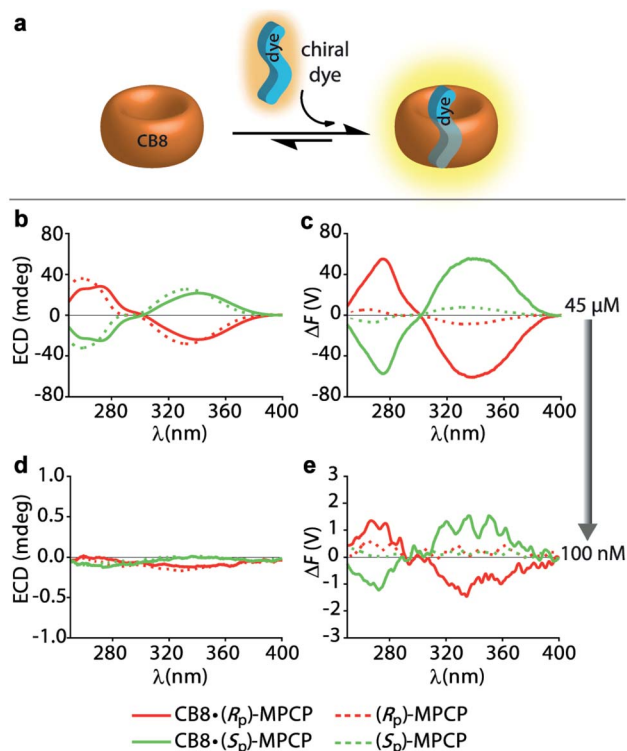 a
dye
chiral
dye
CB8
dye
b
c
80
40
0
-40
-80
ECD (mdeg)
280
320
360
400
λ(nm)
80
40
0
-40
-80
ΔF (V)
280
320
360
400
λ(nm)
45 μM
d
e
1.0
0.5
0.0
-0.5
-1.0
ECD (mdeg)
280
320
360
400
λ(nm)
3
2
1
0
-1
-2
-3
ΔF (V)
280
320
360
400
λ(nm)
100 nM
CB8•(Rp)-MPCP
(Rp)-MPCP
CB8•(Sp)-MPCP
(Sp)-MPCP